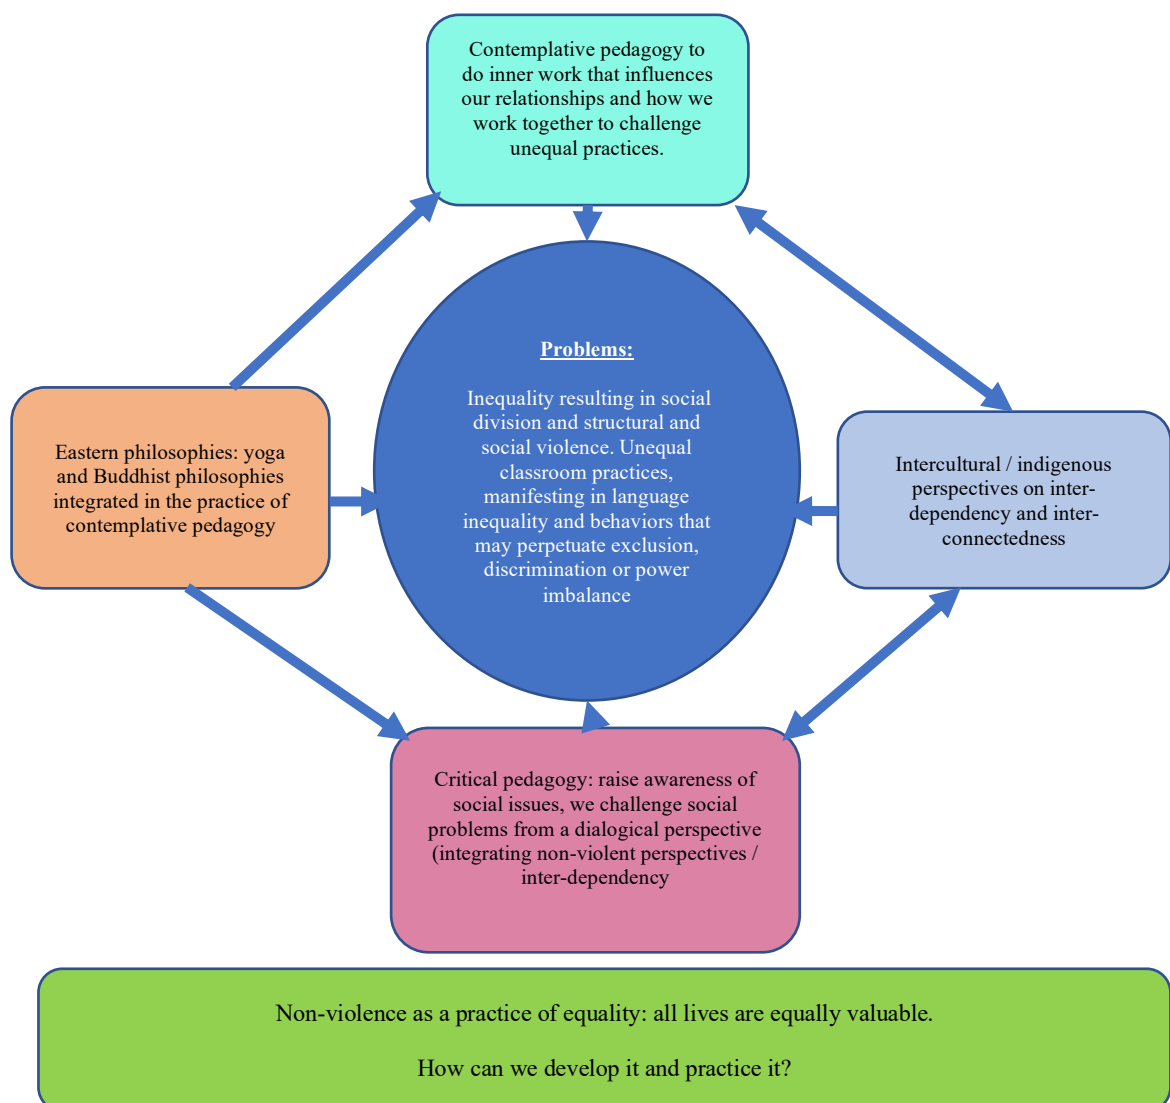 Contemplative pedagogy to
do inner work that influences
our relationships and how we
work together to challenge
unequal practices.
Problems:
Inequality resulting in social
division and structural and
social violence. Unequal
classroom practices,
manifesting in language
inequality and behaviors that
may perpetuate exclusion,
discrimination or power
imbalance
Eastern philosophies: yoga
and Buddhist philosophies
integrated in the practice of
contemplative pedagogy
Intercultural / indigenous
perspectives on inter-
dependency and inter-
connectedness
Critical pedagogy: raise awareness of
social issues, we challenge social
problems from a dialogical perspective
(integrating non-violent perspectives /
inter-dependency
Non-violence as a practice of equality: all lives are equally valuable.
How can we develop it and practice it?